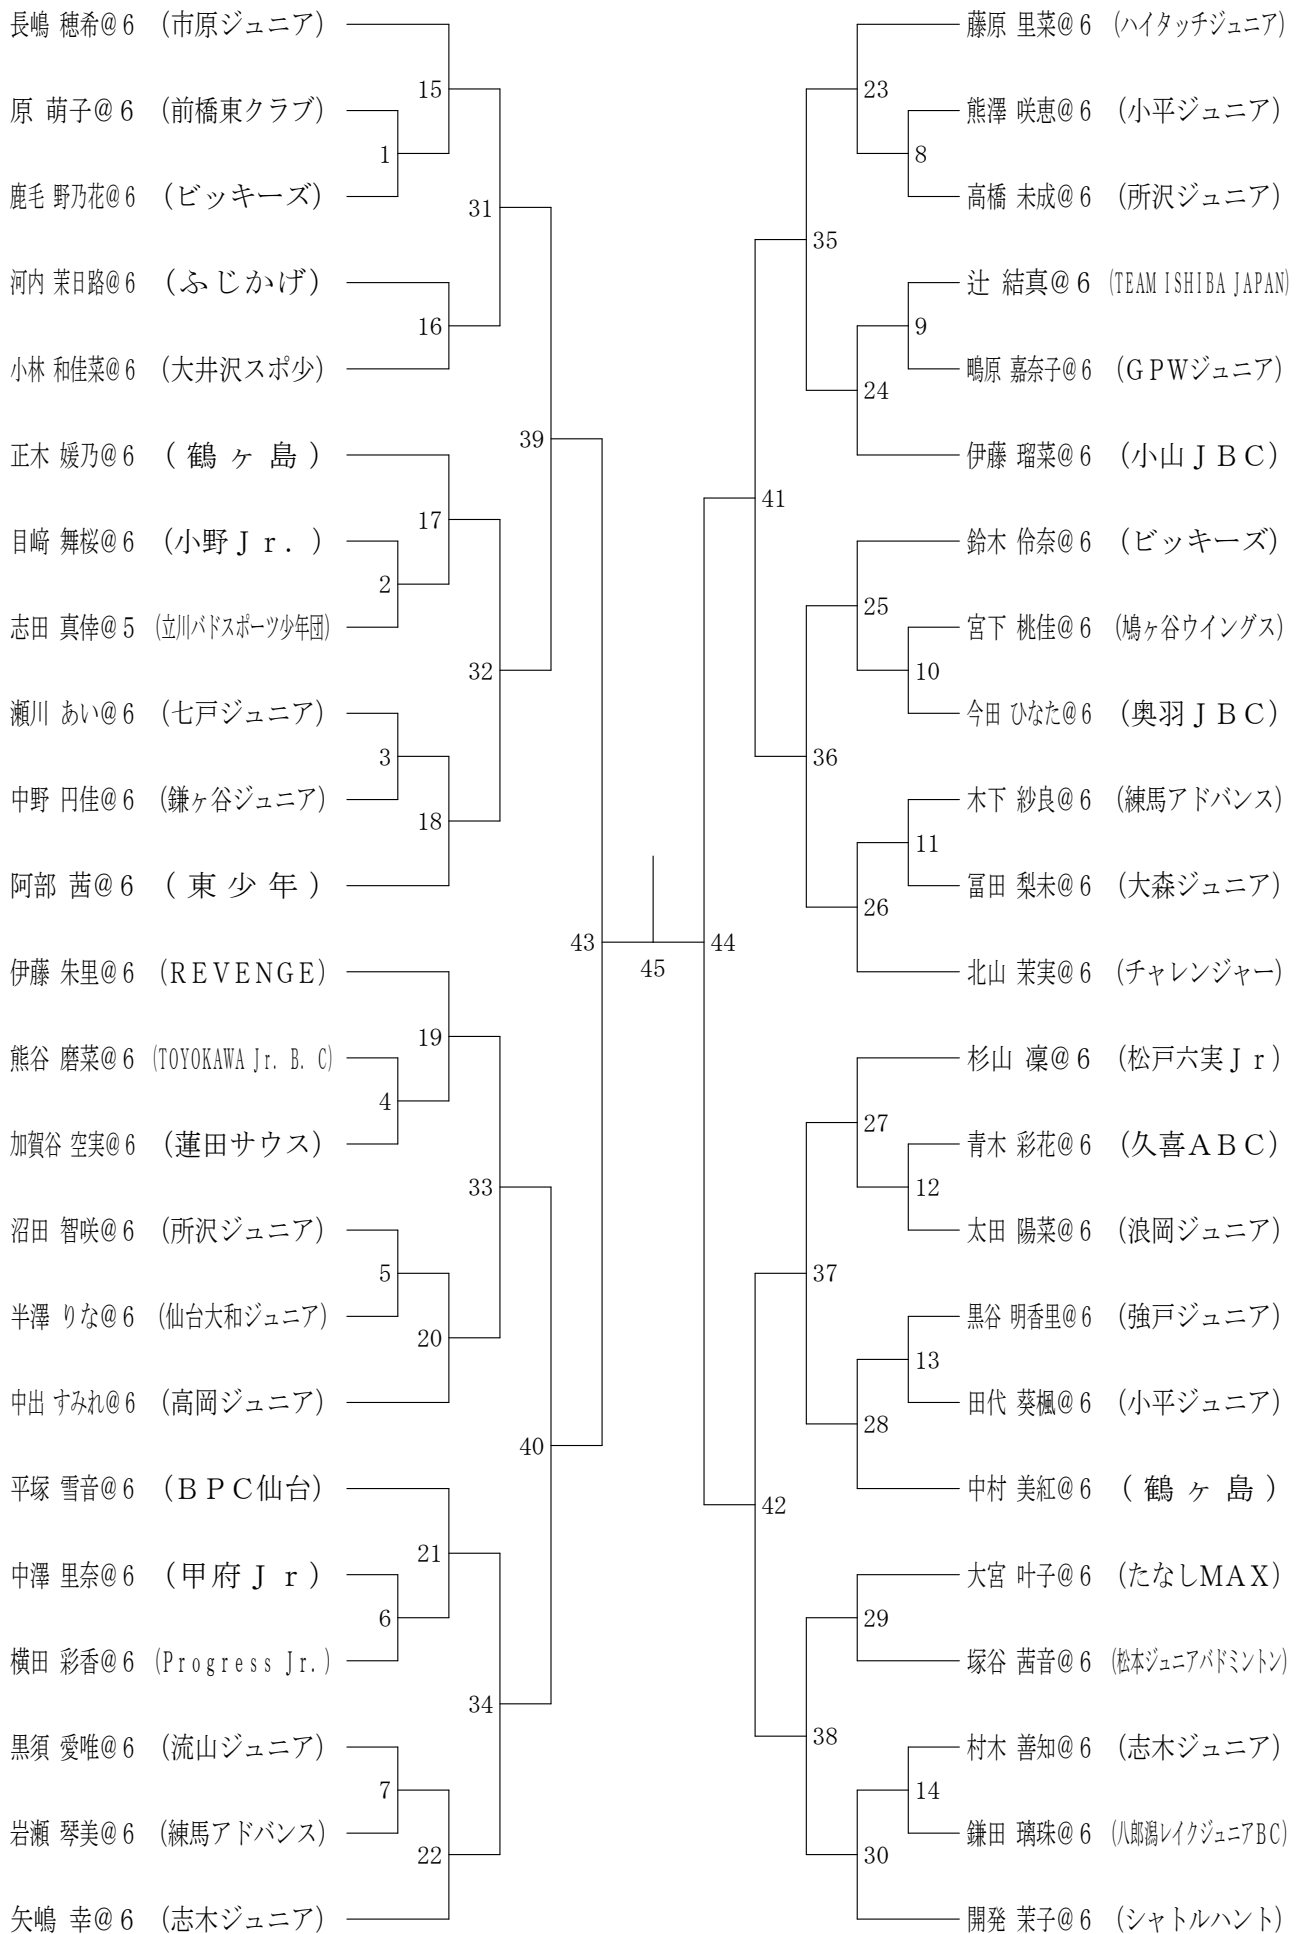 長嶋 穂希@6 (市原ジュニア)
原 萌子@6 (前橋東クラブ)
鹿毛 野乃花@6 (ビッキーズ)
河内 茉日路@6 (ふじかげ)
小林 和佳菜@6 (大井沢スポ少)
正木 媛乃@6 (鶴ヶ島)
目﨑 舞桜@6 (小野Jr.)
志田 真倖@5 (立川バドスポーツ少年団)
瀬川 あい@6 (七戸ジュニア)
中野 円佳@6 (鎌ヶ谷ジュニア)
阿部 茜@6 (東少年)
伊藤 朱里@6 (REVENGE)
熊谷 磨菜@6 (TOYOKAWA Jr. B. C)
加賀谷 空実@6 (蓮田サウス)
沼田 智咲@6 (所沢ジュニア)
半澤 りな@6 (仙台大和ジュニア)
中出 すみれ@6 (高岡ジュニア)
平塚 雪音@6 (BPC仙台)
中澤 里奈@6 (甲府Jr)
横田 彩香@6 (Progress Jr.)
黒須 愛唯@6 (流山ジュニア)
岩瀬 琴美@6 (練馬アドバンス)
矢嶋 幸@6 (志木ジュニア)
1
2
3
4
5
6
7
15
16
17
18
19
20
21
22
31
32
33
34
39
40
43
45
44
41
42
35
36
37
38
23
24
25
26
27
28
29
30
8
9
10
11
12
13
14
藤原 里菜@6 (ハイタッチジュニア)
熊澤 咲恵@6 (小平ジュニア)
高橋 未成@6 (所沢ジュニア)
辻 結真@6 (TEAM ISHIBA JAPAN)
鴫原 嘉奈子@6 (GPWジュニア)
伊藤 瑠菜@6 (小山JBC)
鈴木 伶奈@6 (ビッキーズ)
宮下 桃佳@6 (鳩ヶ谷ウイングス)
今田 ひなた@6 (奥羽JBC)
木下 紗良@6 (練馬アドバンス)
冨田 梨未@6 (大森ジュニア)
北山 茉実@6 (チャレンジャー)
杉山 凜@6 (松戸六実Jr)
青木 彩花@6 (久喜ABC)
太田 陽菜@6 (浪岡ジュニア)
黒谷 明香里@6 (強戸ジュニア)
田代 葵楓@6 (小平ジュニア)
中村 美紅@6 (鶴ヶ島)
大宮 叶子@6 (たなしMAX)
塚谷 茜音@6 (松本ジュニアバドミントン)
村木 善知@6 (志木ジュニア)
鎌田 璃珠@6 (八郎潟レイクジュニアBC)
開発 茉子@6 (シャトルハント)